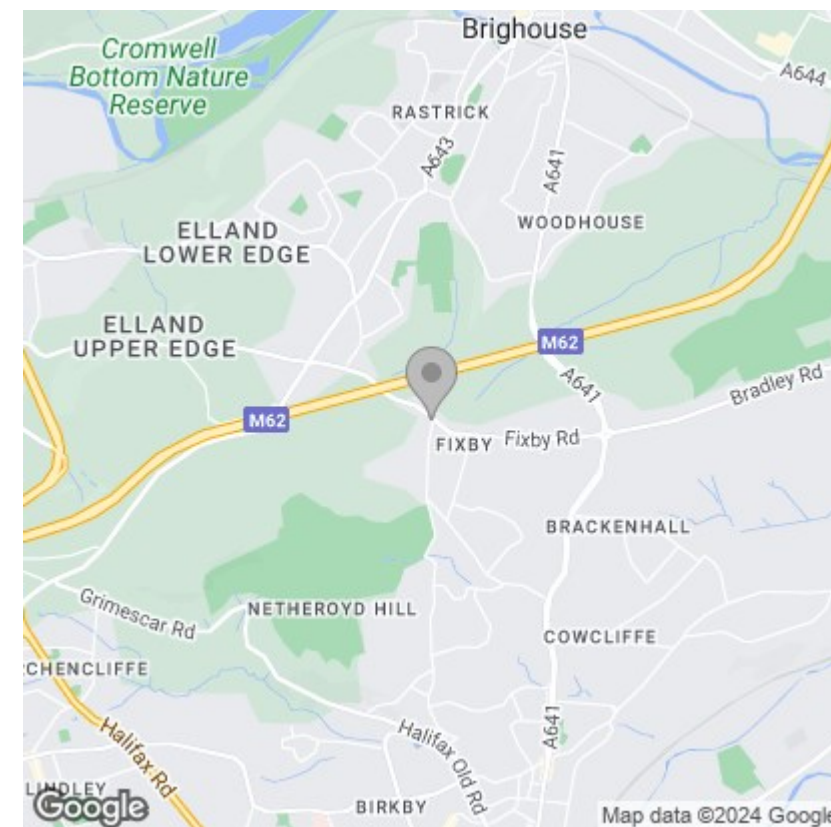 Brighouse
Cromwell
Bottom Nature
Reserve
A644
RASTRICK
A643
A641
WOODHOUSE
ELLAND
LOWER EDGE
ELLAND
UPPER EDGE
M62
A641
Bradley Rd
M62
FIXBY
Fixby Rd
BRACKENHALL
Grimescar Rd
NETHEROYD HILL
COWCLIFFE
CHENCLIFFE
Halifax Rd
Halifax Old Rd
A641
LINDLEY
BIRKBY
Google
Map data ©2024 Google